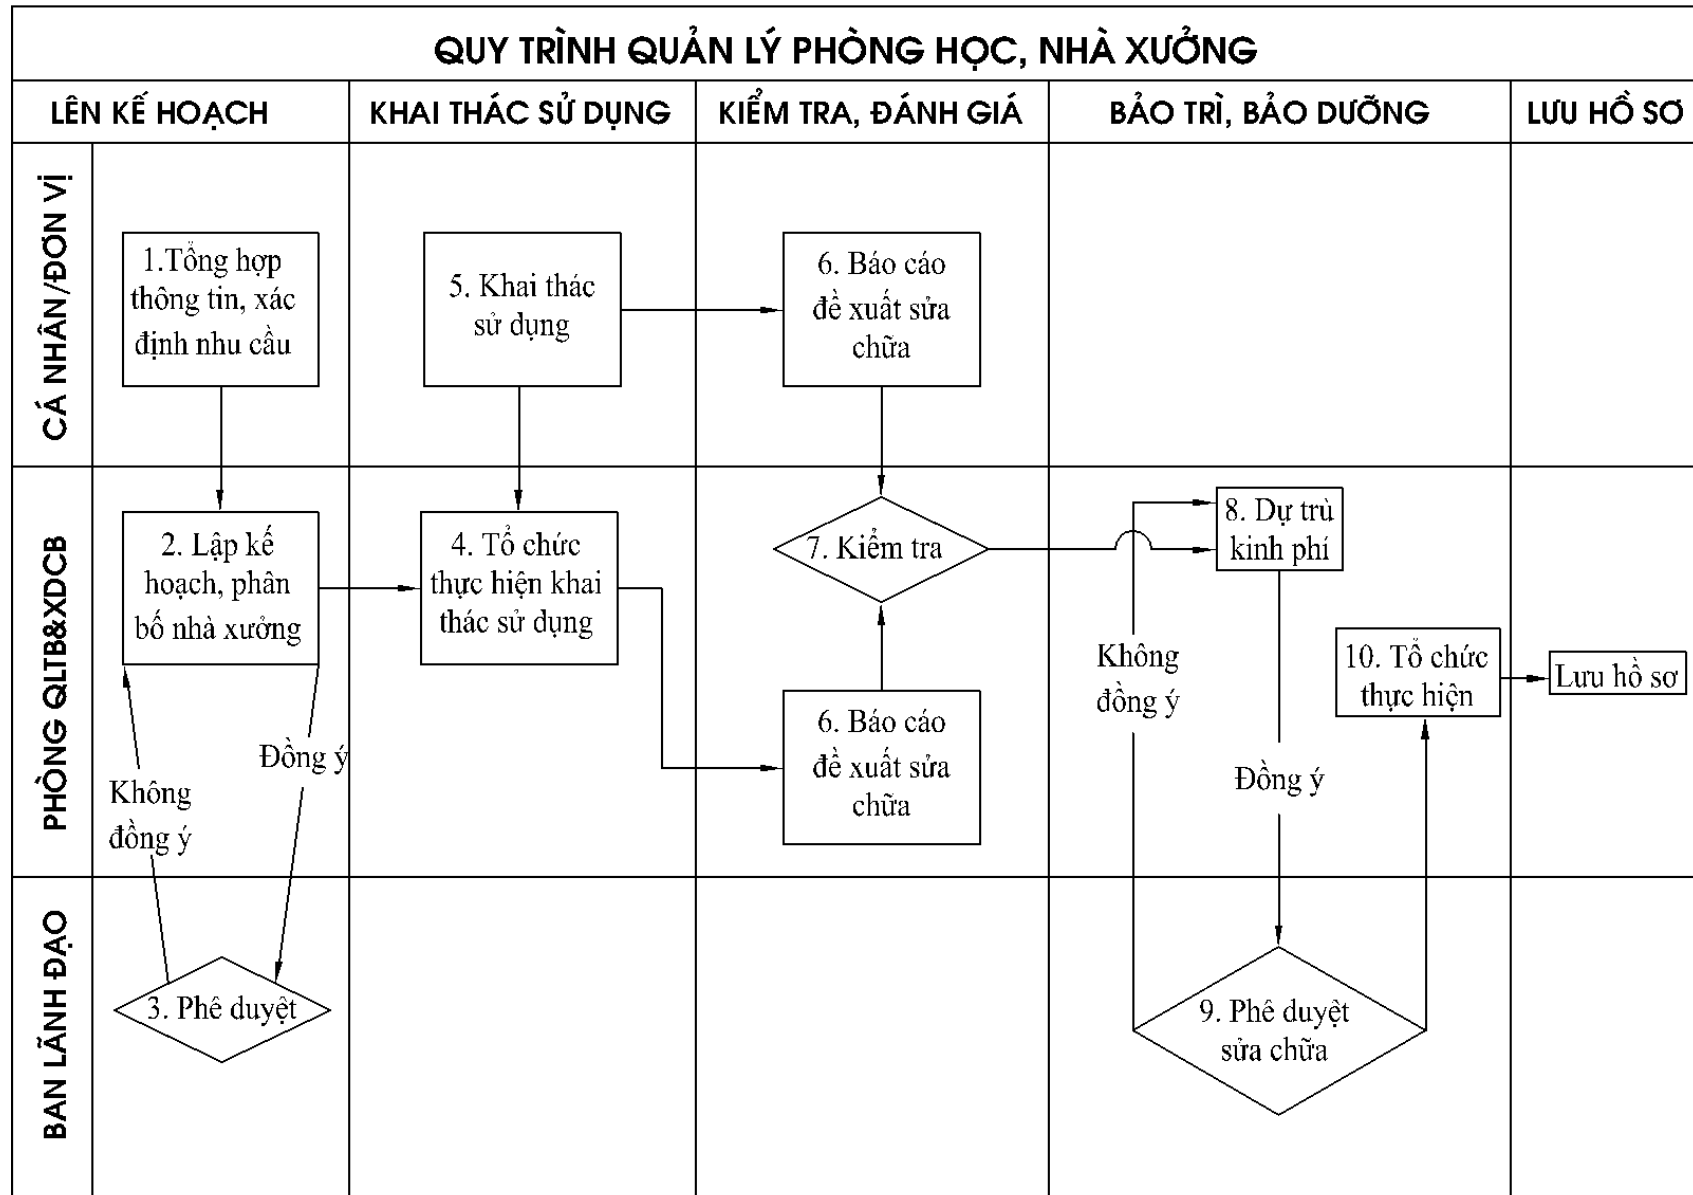 QUY TRÌNH QUẢN LÝ PHÒNG HỌC, NHÀ XƯỞNG
LÊN KẾ HOẠCH
KHAI THÁC SỬ DỤNG
KIỂM TRA, ĐÁNH GIÁ
BẢO TRÌ, BẢO DƯỠNG
LƯU HỒ SƠ
CÁ NHÂN/ĐƠN VỊ
1.Tổng hợp
thông tin, xác
định nhu cầu
5. Khai thác
sử dụng
6. Báo cáo
đề xuất sửa
chữa
PHÒNG QLTB&XDCB
2. Lập kế
hoạch, phân
bổ nhà xưởng
4. Tổ chức
thực hiện khai
thác sử dụng
7. Kiểm tra
8. Dự trù
kinh phí
6. Báo cáo
đề xuất sửa
chữa
Không
đồng ý
10. Tổ chức
thực hiện
Lưu hồ sơ
Đồng ý
Không
đồng ý
Đồng ý
BAN LÃNH ĐẠO
3. Phê duyệt
9. Phê duyệt
sửa chữa